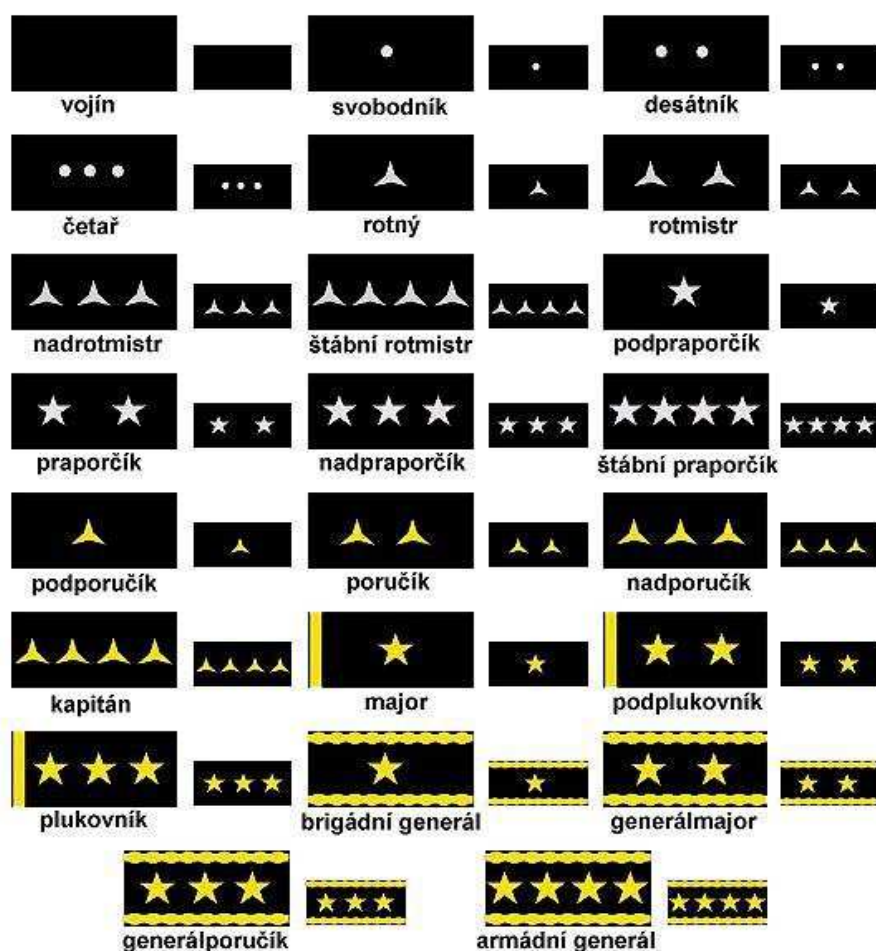 vojín svobodník desátník
četař rotný rotmistr
nadrotmistr štábní rotmistr podpraporčík
praporčík nadpraporčík štábní praporčík
podporučík poručík nadporučík
kapitán major podplukovník
plukovník brigádní generál generálmajor
generálporučík armádní generál